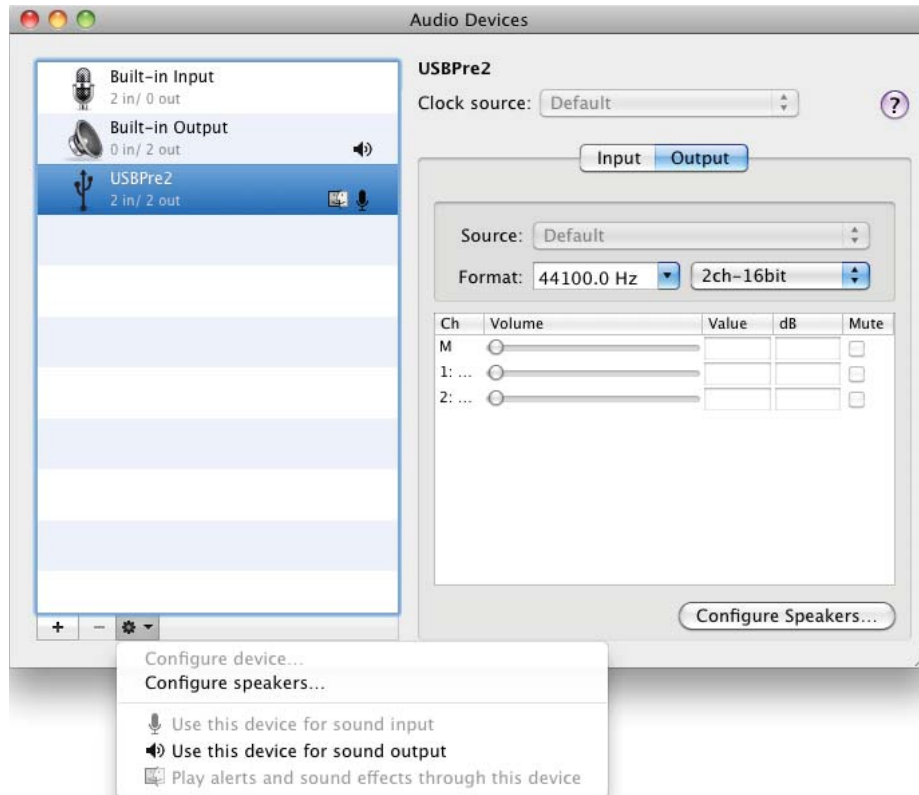 Audio Devices
Built-in Input
2 in/ 0 out
Built-in Output
0 in/ 2 out
USBPre2
2 in/ 2 out
USBPre2
Clock source: Default
?
Input Output
Source: Default
Format: 44100.0 Hz 2ch-16bit
Ch Volume Value dB Mute
M
1: ...
2: ...
Configure Speakers...
+ −
Configure device...
Configure speakers...
Use this device for sound input
Use this device for sound output
Play alerts and sound effects through this device